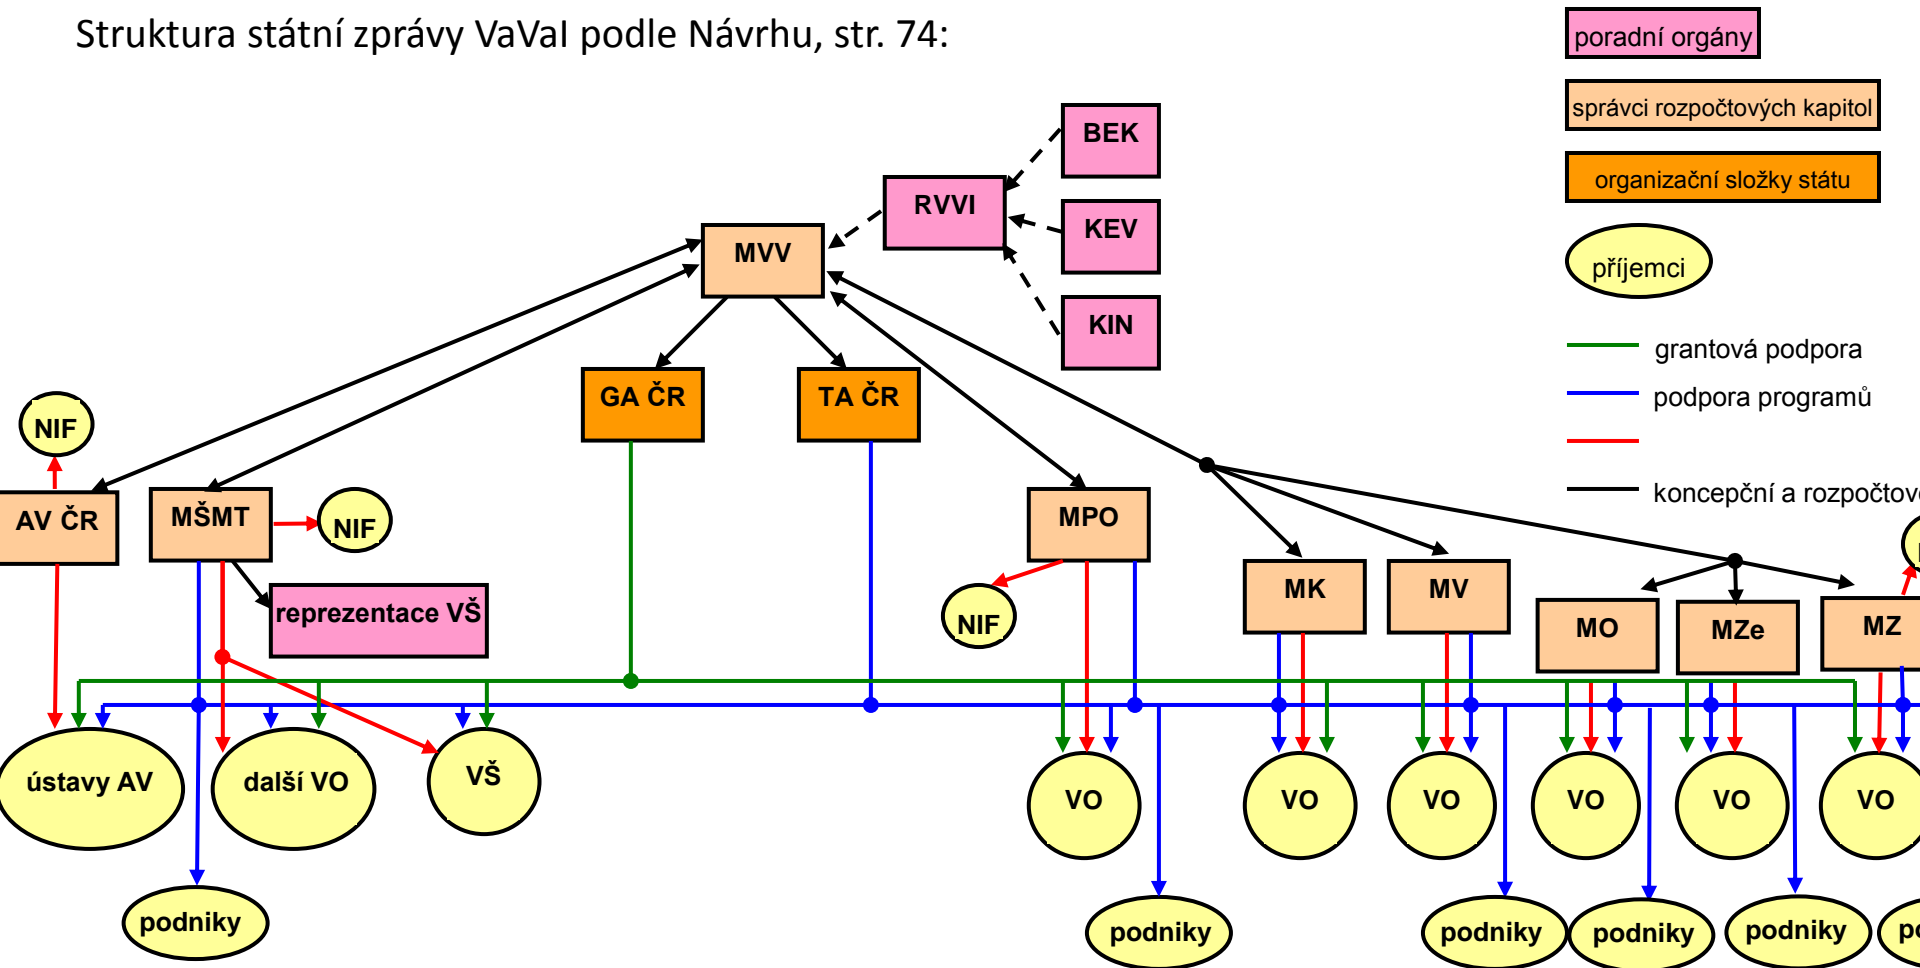 Struktura státní zprávy VaVaI podle Návrhu, str. 74:
poradní orgány
správci rozpočtových kapitol
organizační složky státu
příjemci
grantová podpora
podpora programů
koncepční a rozpočtov
BEK
RVVI
KEV
MVV
KIN
GA ČR
TA ČR
NIF
AV ČR
MŠMT
NIF
MPO
NIF
reprezentace VŠ
MK
MV
MO
MZe
MZ
ústavy AV
další VO
VŠ
VO
VO
VO
VO
VO
VO
podniky
podniky
podniky
podniky
podniky